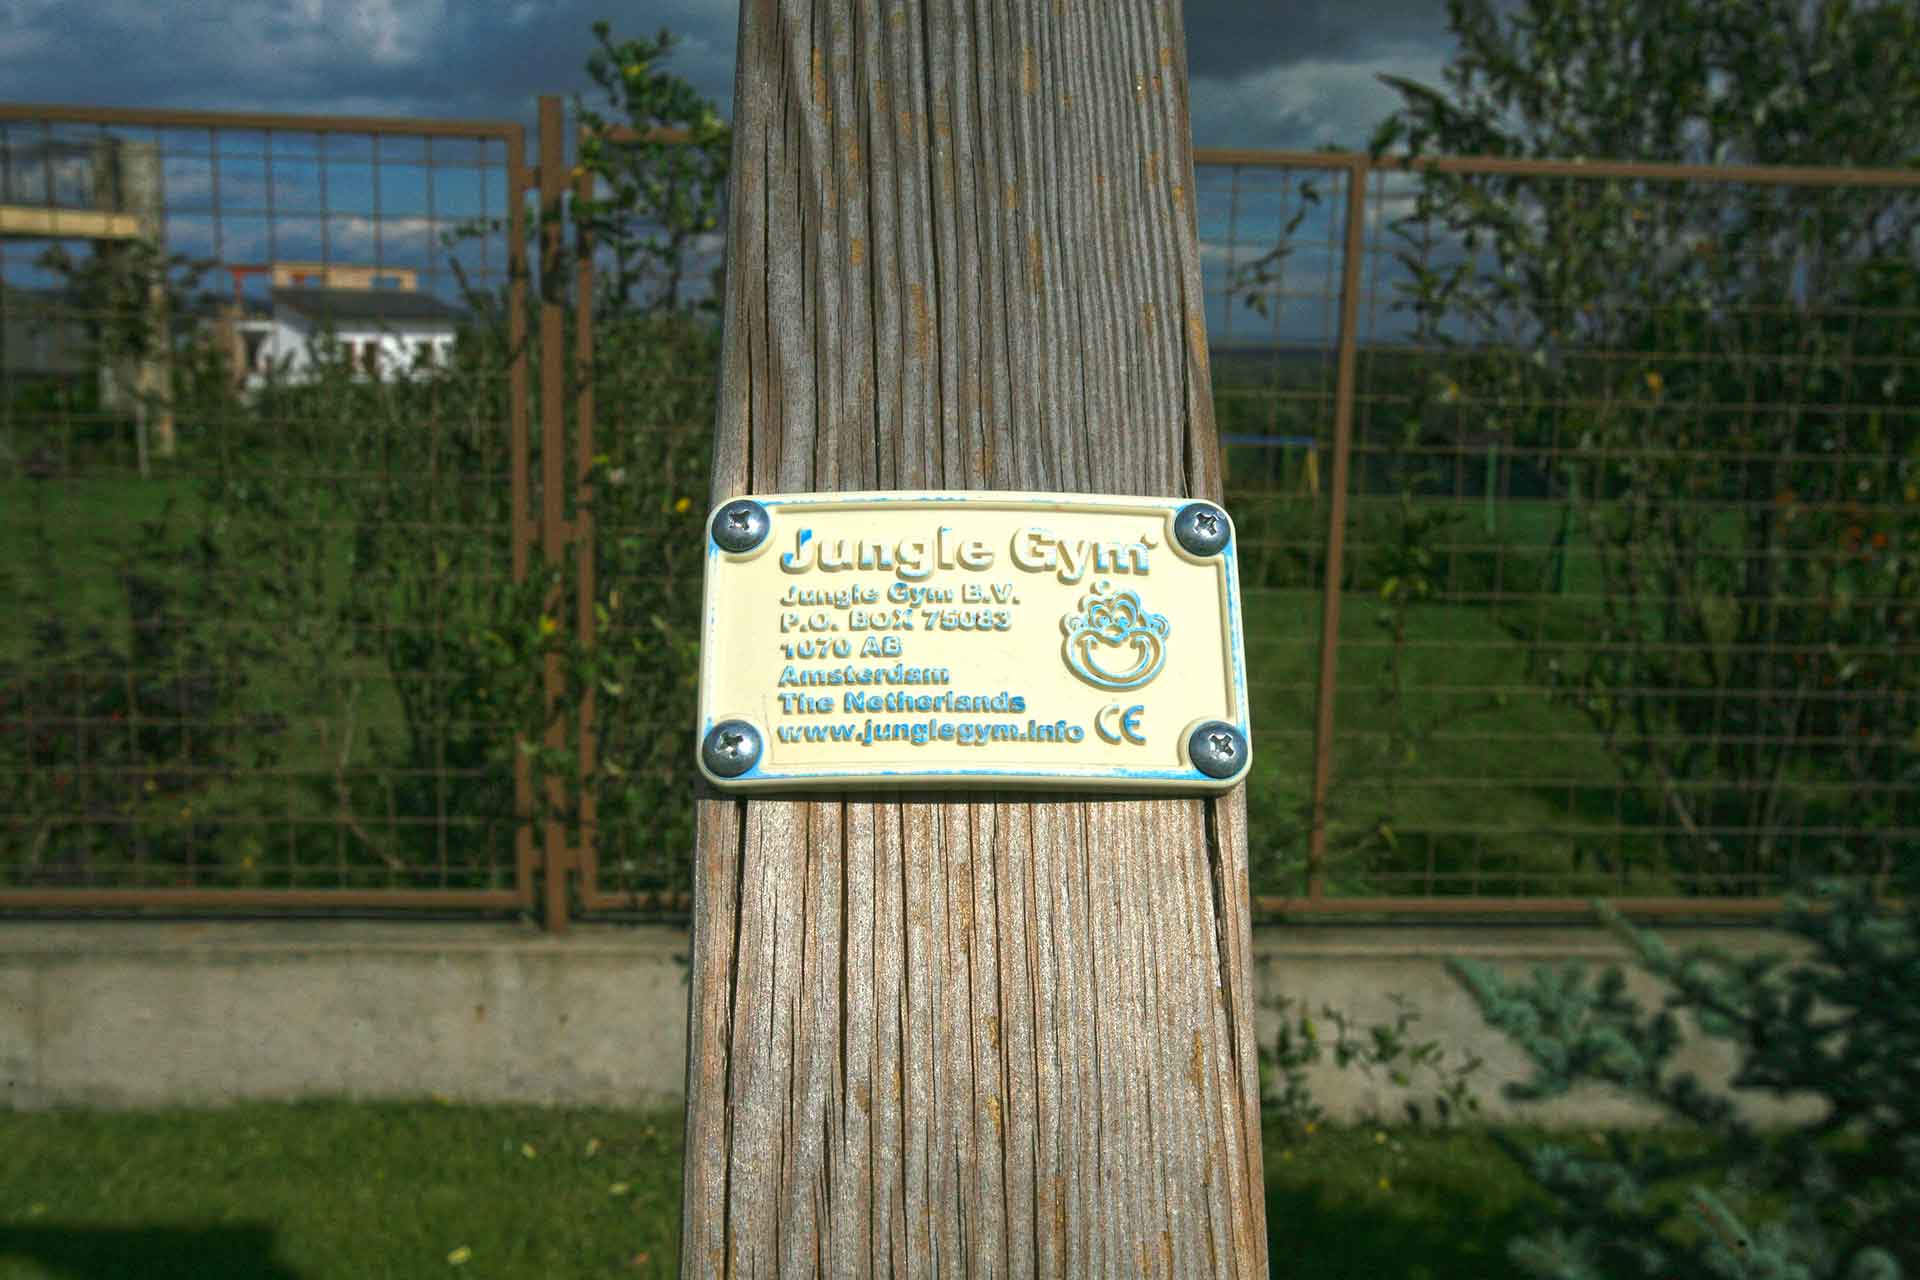 Jungle Gym
Jungle Gym B.V.
P.O. BOX 75083
1070 AB
Amsterdam
The Netherlands
www.junglegym.info CE